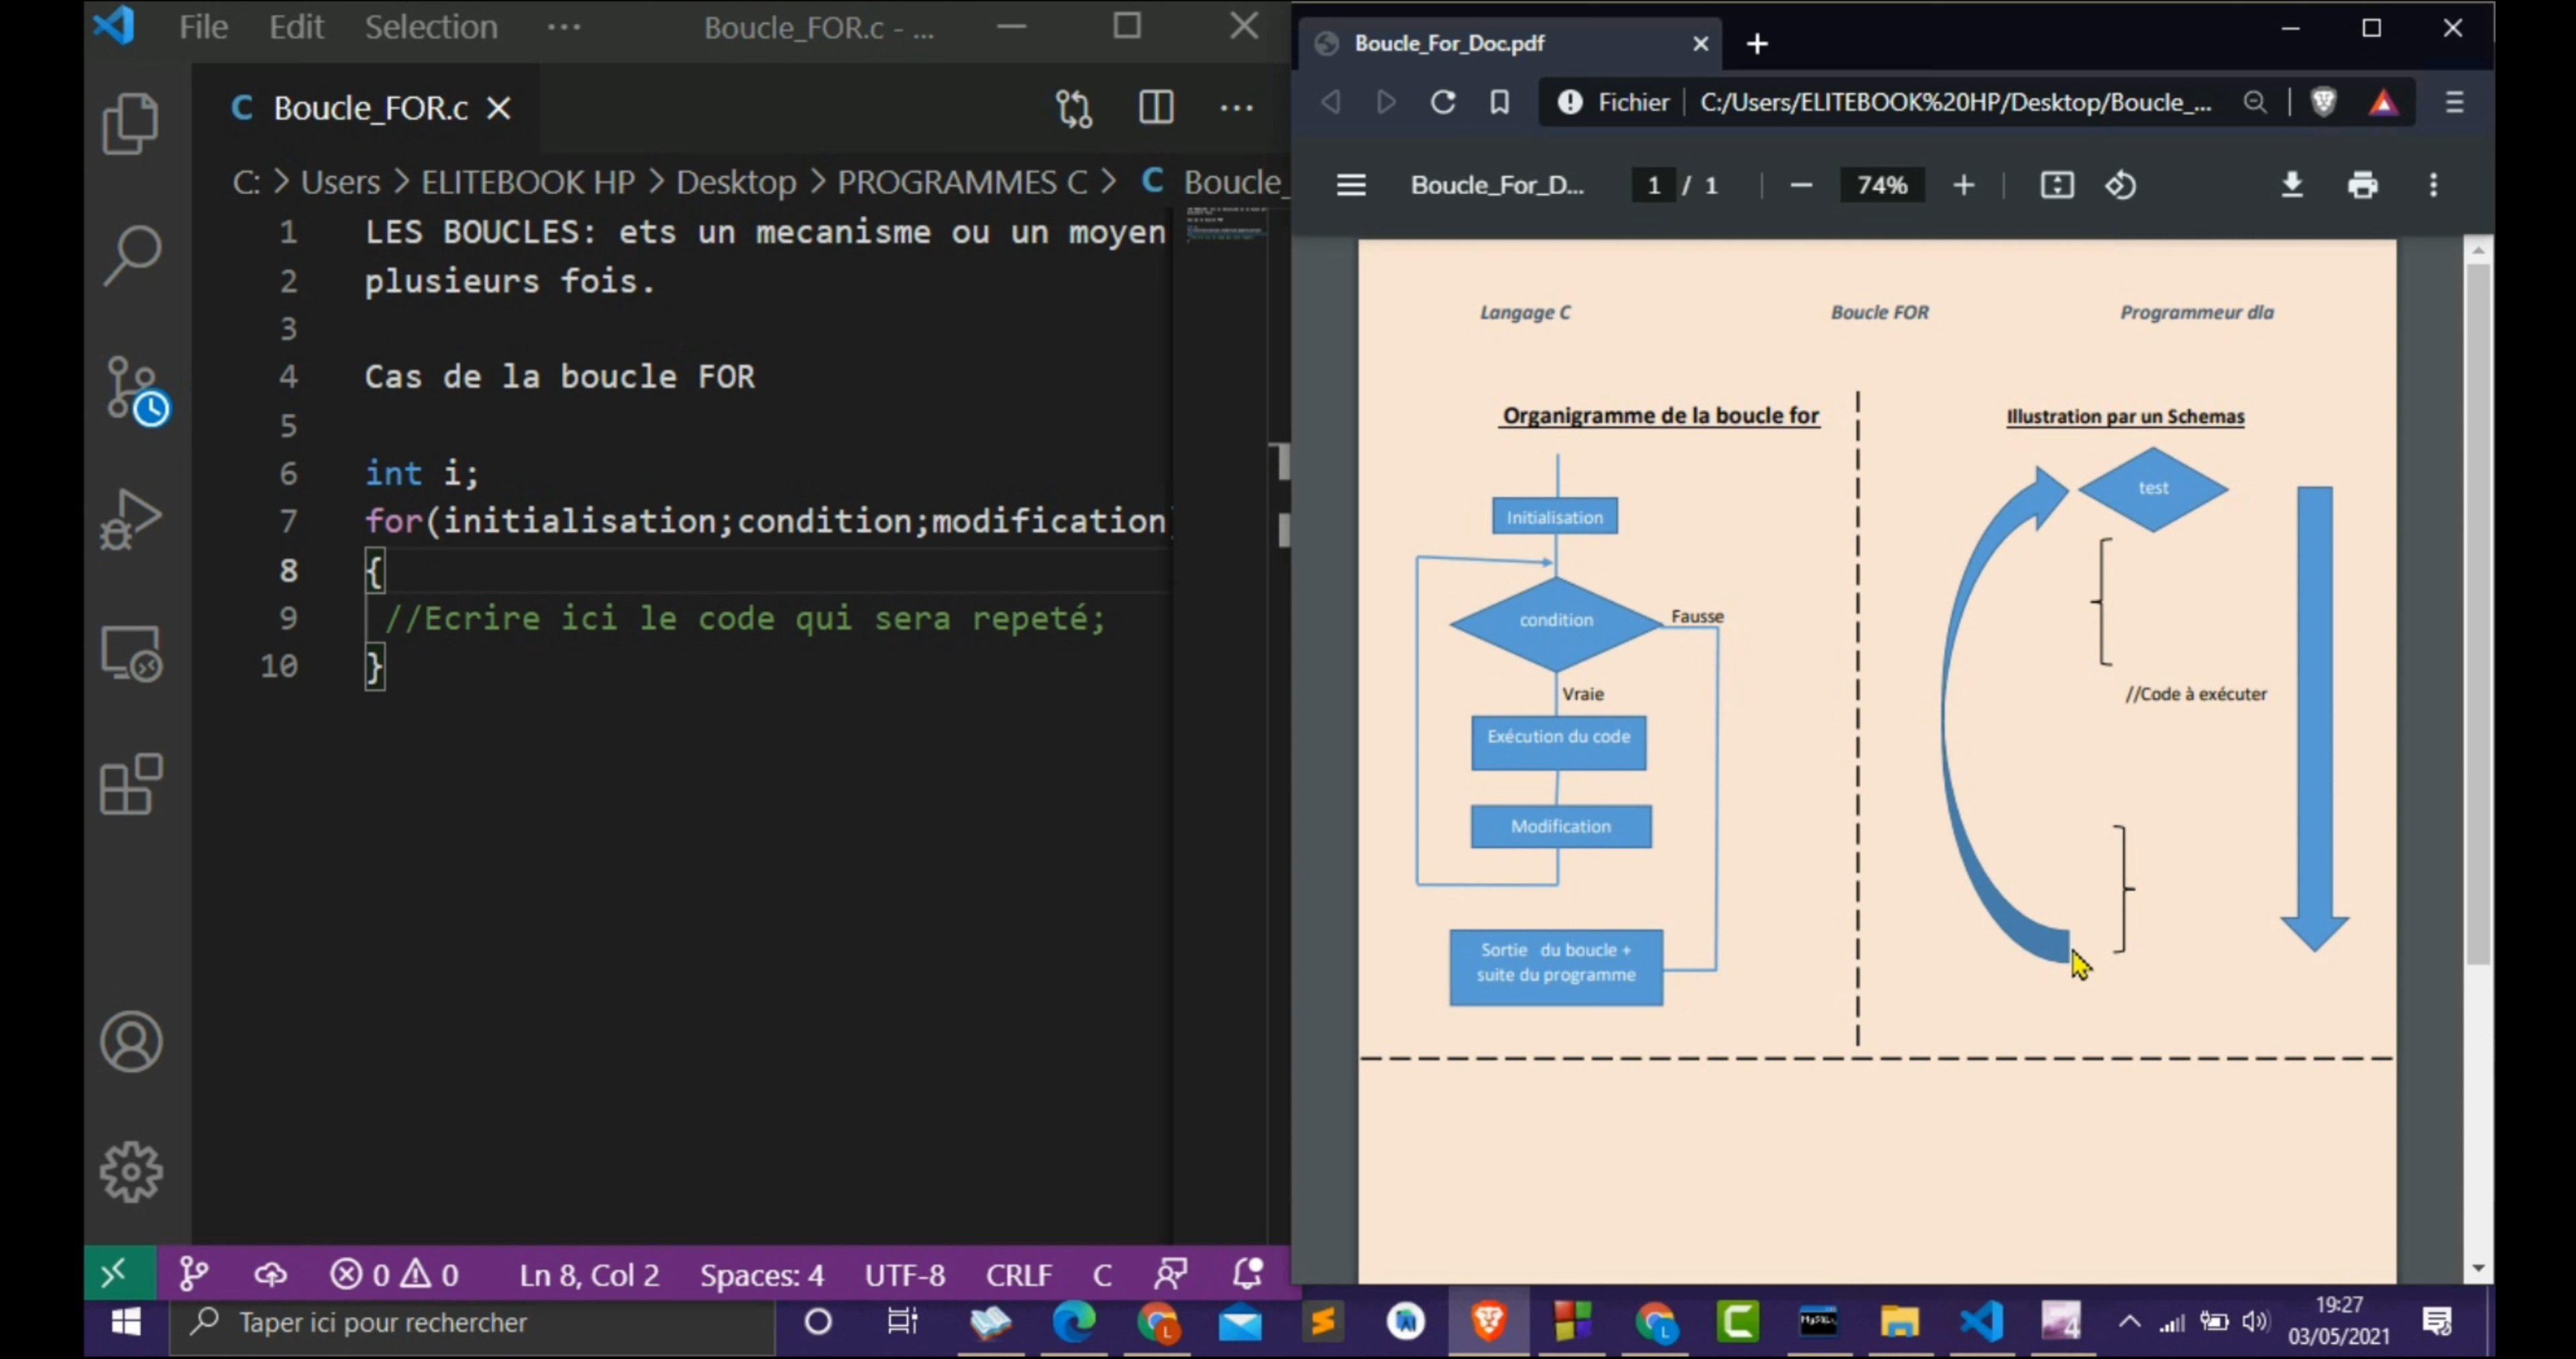 File Edit Selection ··· Boucle_FOR.c - ...
C Boucle_FOR.c
C: > Users > ELITEBOOK HP > Desktop > PROGRAMMES C > C Boucle_
1 LES BOUCLES: ets un mecanisme ou un moyen
2 plusieurs fois.
3
4 Cas de la boucle FOR
5
6 int i;
7 for(initialisation;condition;modification)
8 {
9 //Ecrire ici le code qui sera repeté;
10 }
0 0 Ln 8, Col 2 Spaces: 4 UTF-8 CRLF C
Boucle_For_Doc.pdf
Fichier C:/Users/ELITEBOOK%20HP/Desktop/Boucle_...
Boucle_For_D... 1 / 1 74%
Langage C Boucle FOR Programmeur dla
Organigramme de la boucle for
Initialisation
condition
Fausse
Vraie
Exécution du code
Modification
Sortie du boucle +
suite du programme
Illustration par un Schemas
test
{
//Code à exécuter
}
Taper ici pour rechercher
19:27
03/05/2021